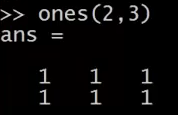 >> ones(2,3)
ans =
1 1 1
1 1 1